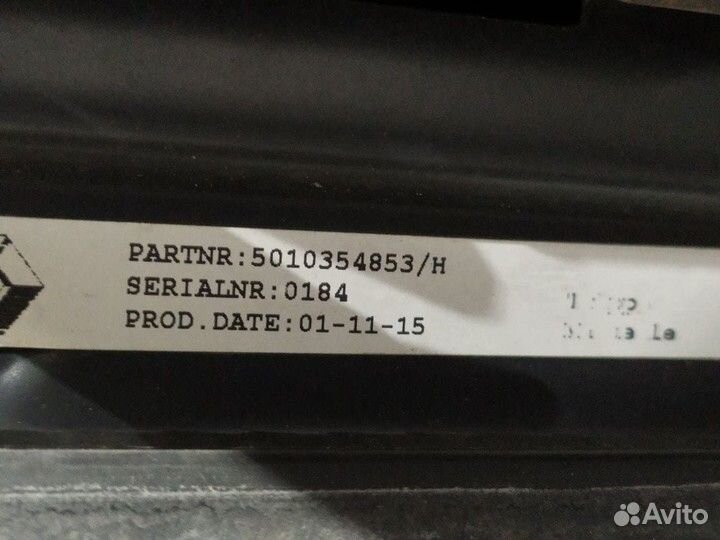 PARTNR:5010354853/H
SERIALNR:0184
PROD.DATE:01-11-15
Avito